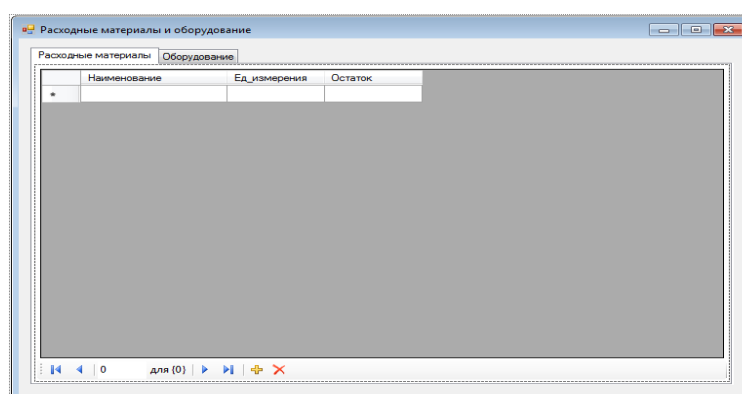 Расходные материалы и оборудование
Расходные материалы Оборудование
Наименование Ед_измерения Остаток
*
0 для {0}